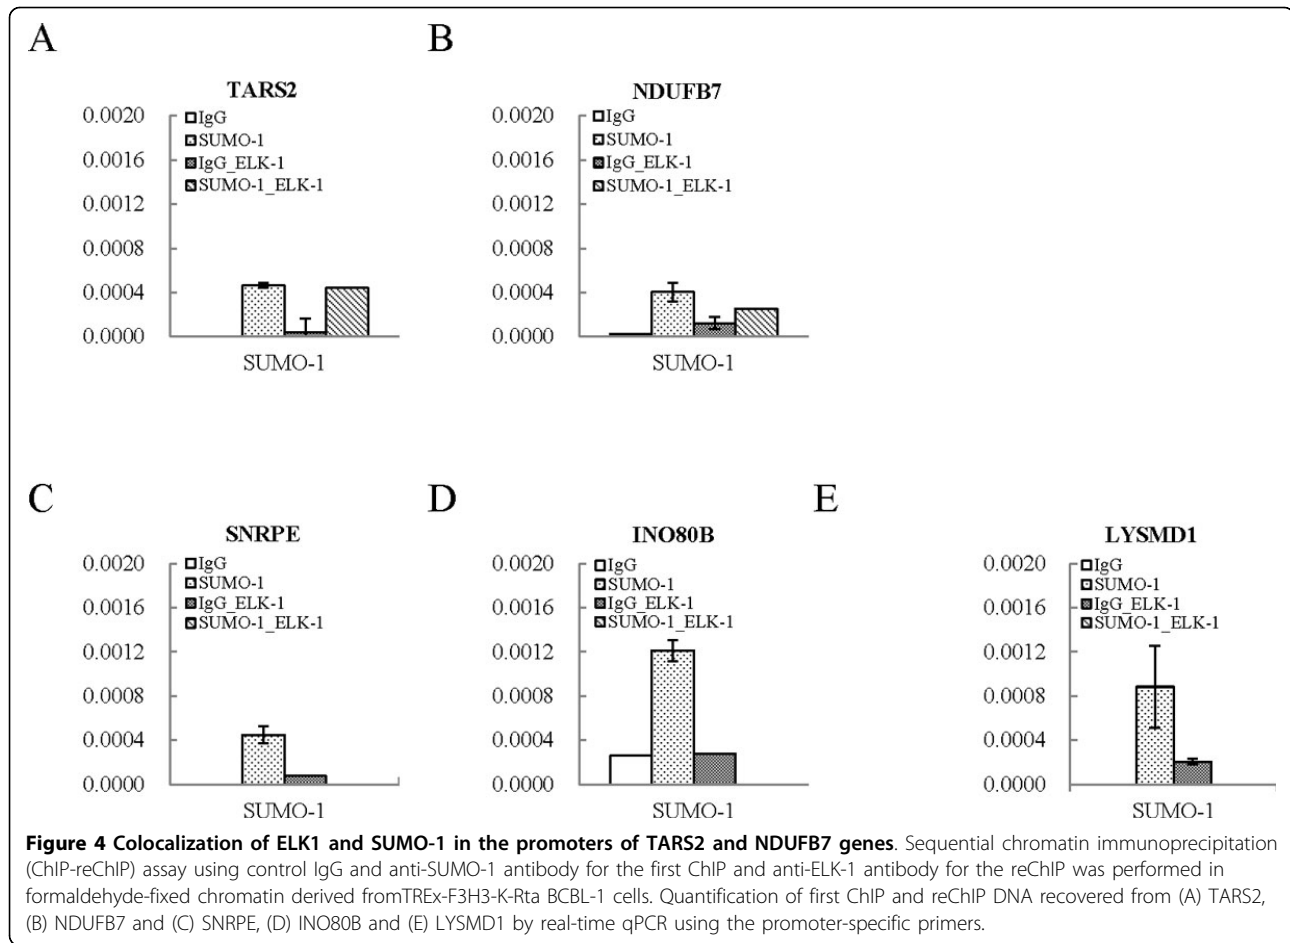 A
TARS2
0.0020
0.0016
0.0012
0.0008
0.0004
0.0000
IgG
SUMO-1
IgG_ELK-1
SUMO-1_ELK-1
SUMO-1
B
NDUFB7
0.0020
0.0016
0.0012
0.0008
0.0004
0.0000
IgG
SUMO-1
IgG_ELK-1
SUMO-1_ELK-1
SUMO-1
C
SNRPE
0.0020
0.0016
0.0012
0.0008
0.0004
0.0000
IgG
SUMO-1
IgG_ELK-1
SUMO-1_ELK-1
SUMO-1
D
INO80B
0.0020
0.0016
0.0012
0.0008
0.0004
0.0000
IgG
SUMO-1
IgG_ELK-1
SUMO-1_ELK-1
SUMO-1
E
LYSMD1
0.0020
0.0016
0.0012
0.0008
0.0004
0.0000
IgG
SUMO-1
IgG_ELK-1
SUMO-1_ELK-1
SUMO-1
Figure 4 Colocalization of ELK1 and SUMO-1 in the promoters of TARS2 and NDUFB7 genes. Sequential chromatin immunoprecipitation
(ChIP-reChIP) assay using control IgG and anti-SUMO-1 antibody for the first ChIP and anti-ELK-1 antibody for the reChIP was performed in
formaldehyde-fixed chromatin derived fromTREx-F3H3-K-Rta BCBL-1 cells. Quantification of first ChIP and reChIP DNA recovered from (A) TARS2,
(B) NDUFB7 and (C) SNRPE, (D) INO80B and (E) LYSMD1 by real-time qPCR using the promoter-specific primers.